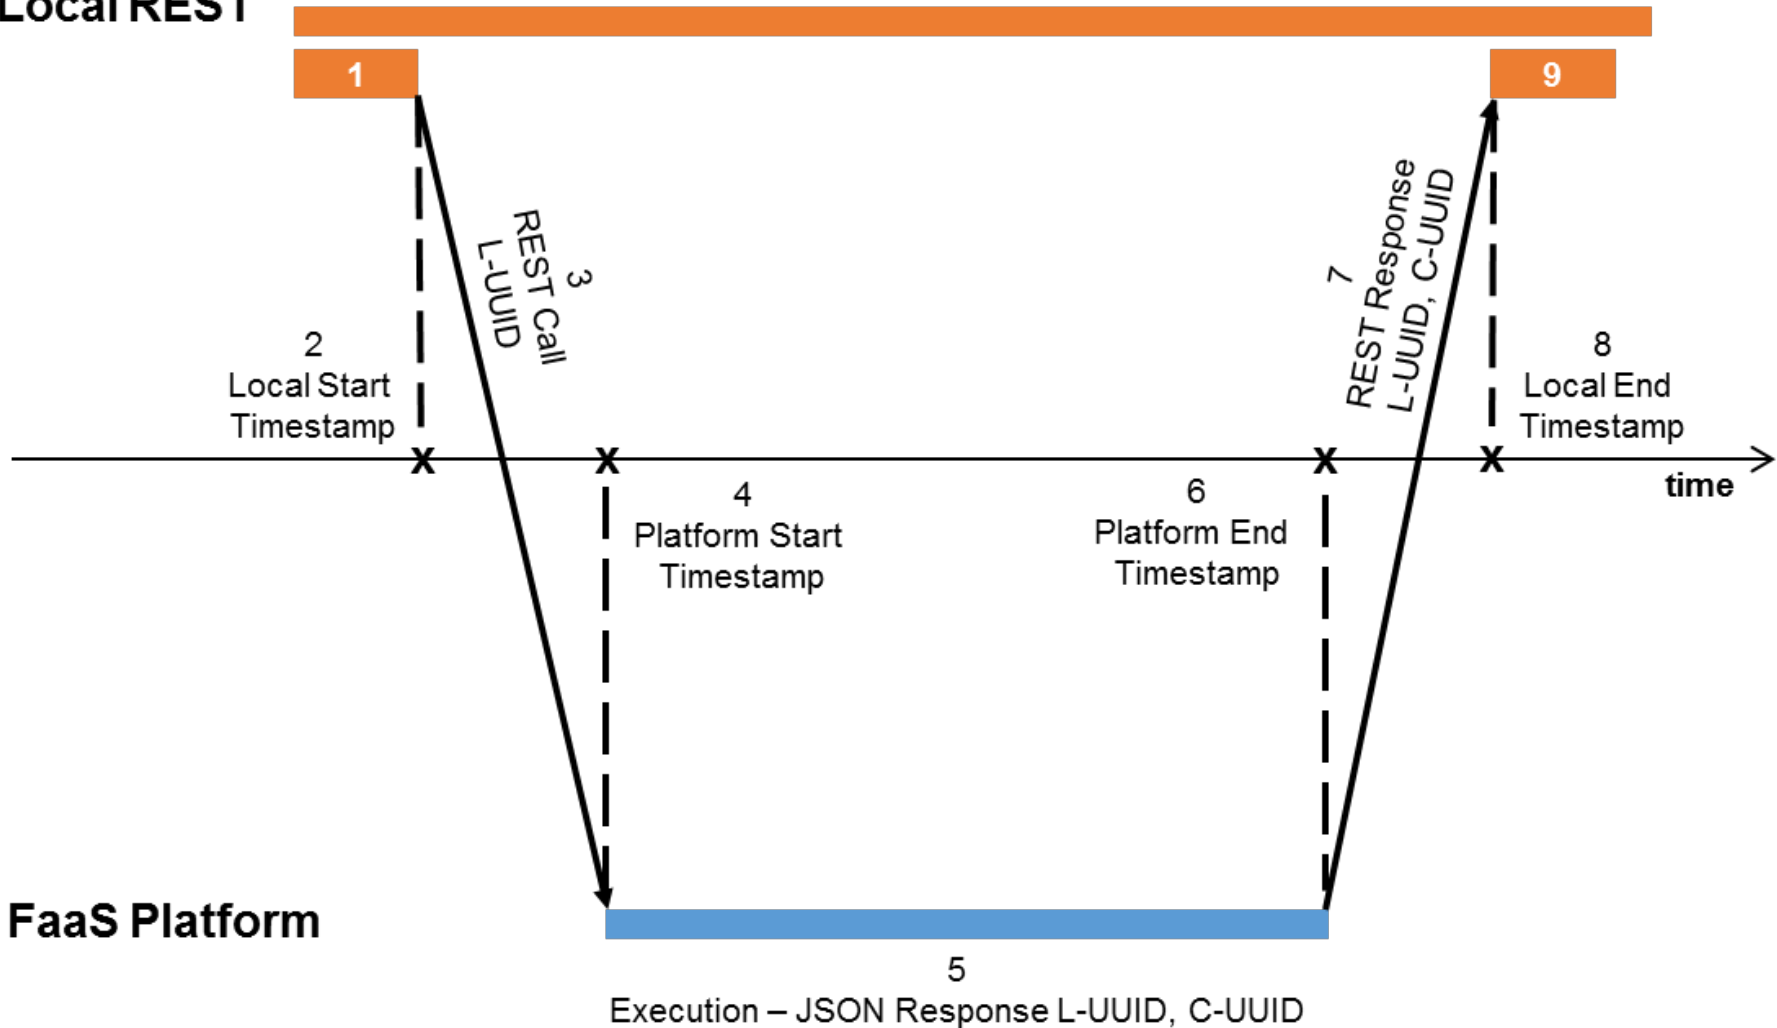 Local REST
1
9
3
REST Call
L-UUID
7
REST Response
L-UUID, C-UUID
2
Local Start
Timestamp
8
Local End
Timestamp
time
4
Platform Start
Timestamp
6
Platform End
Timestamp
FaaS Platform
5
Execution – JSON Response L-UUID, C-UUID